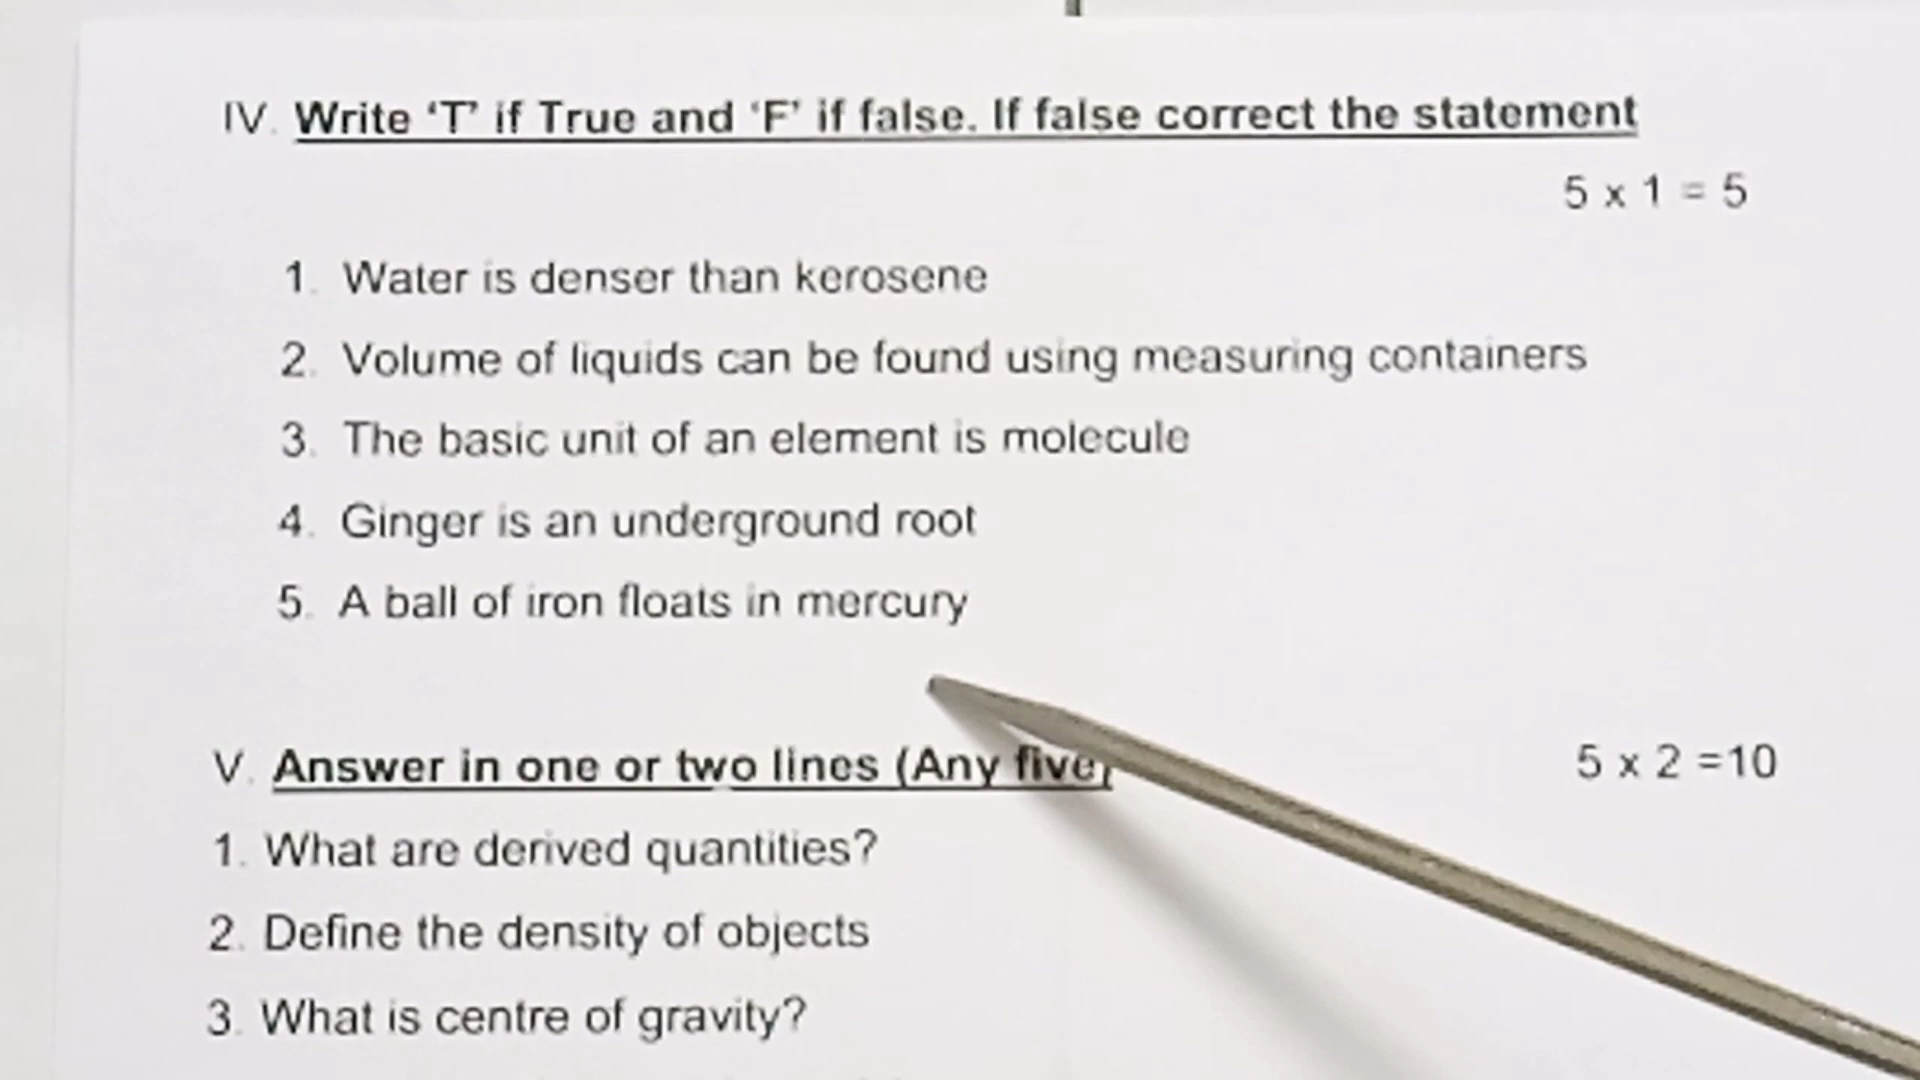 IV. Write ‘T’ if True and ‘F’ if false. If false correct the statement
5 x 1 = 5
1. Water is denser than kerosene
2. Volume of liquids can be found using measuring containers
3. The basic unit of an element is molecule
4. Ginger is an underground root
5. A ball of iron floats in mercury
V. Answer in one or two lines (Any five)
5 x 2 =10
1. What are derived quantities?
2. Define the density of objects
3. What is centre of gravity?